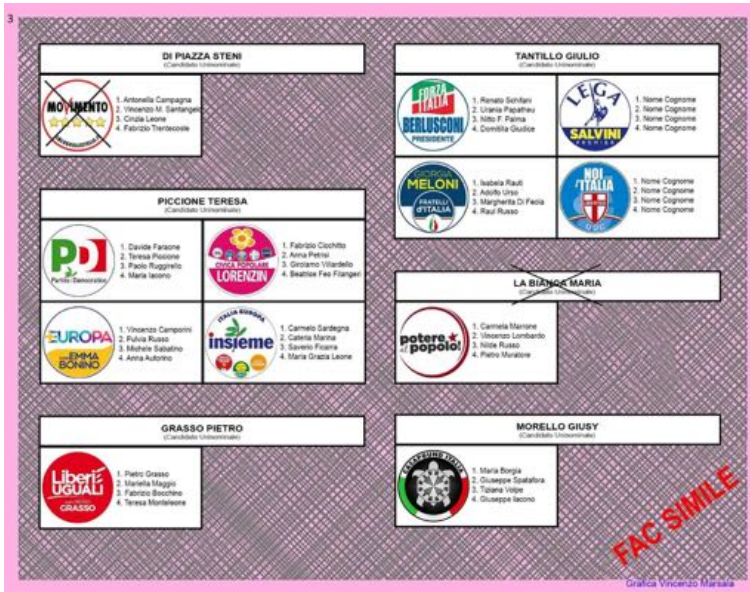 3
DI PIAZZA STENI
(Candidato Uninominale)
MOVIMENTO
1. Antonella Campagna
2. Vincenzo M. Santangelo
3. Cinzia Leone
4. Fabrizio Trentacoste
PICCIONE TERESA
(Candidato Uninominale)
PD
Partito Democratico
1. Davide Faraone
2. Teresa Piccione
3. Paolo Ruggirello
4. Maria Iacono
CIVICA POPOLARE
LORENZIN
1. Fabrizio Cicchitto
2. Anna Petrisi
3. Girolamo Villardello
4. Beatrice Feo Filangeri
+EUROPA
CON EMMA
BONINO
1. Vincenzo Camporini
2. Fulvia Russo
3. Michele Sabatino
4. Anna Autorino
ITALIA EUROPA
insieme
1. Carmelo Sardegna
2. Cateria Marina
3. Saverio Ficarra
4. Maria Grazia Leone
GRASSO PIETRO
(Candidato Uninominale)
Liberi E
UGUALI
CON PIETRO
GRASSO
1. Pietro Grasso
2. Mariella Maggio
3. Fabrizio Bocchino
4. Teresa Monteleone
TANTILLO GIULIO
(Candidato Uninominale)
FORZA
ITALIA
BERLUSCONI
PRESIDENTE
1. Renato Schifani
2. Urania Papatheu
3. Nitto F. Palma
4. Domitilla Giudice
LEGA
SALVINI
PREMIER
1. Nome Cognome
2. Nome Cognome
3. Nome Cognome
4. Nome Cognome
GIORGIA
MELONI
FRATELLI
d'ITALIA
1. Isabela Rauti
2. Adolfo Urso
3. Margherita Di Feola
4. Raul Russo
NOI
l'ITALIA
UDC
1. Nome Cognome
2. Nome Cognome
3. Nome Cognome
4. Nome Cognome
LA BIANCA MARIA
(Candidato Uninominale)
potere
al popolo!
1. Carmela Marrone
2. Vincenzo Lombardo
3. Nilde Russo
4. Pietro Muratore
MORELLO GIUSY
(Candidato Uninominale)
CASAPOUND ITALIA
1. Maria Borgia
2. Giuseppe Spatafora
3. Tiziana Volpe
4. Giuseppe Iacono
FAC SIMILE
Grafica Vincenzo Marsala